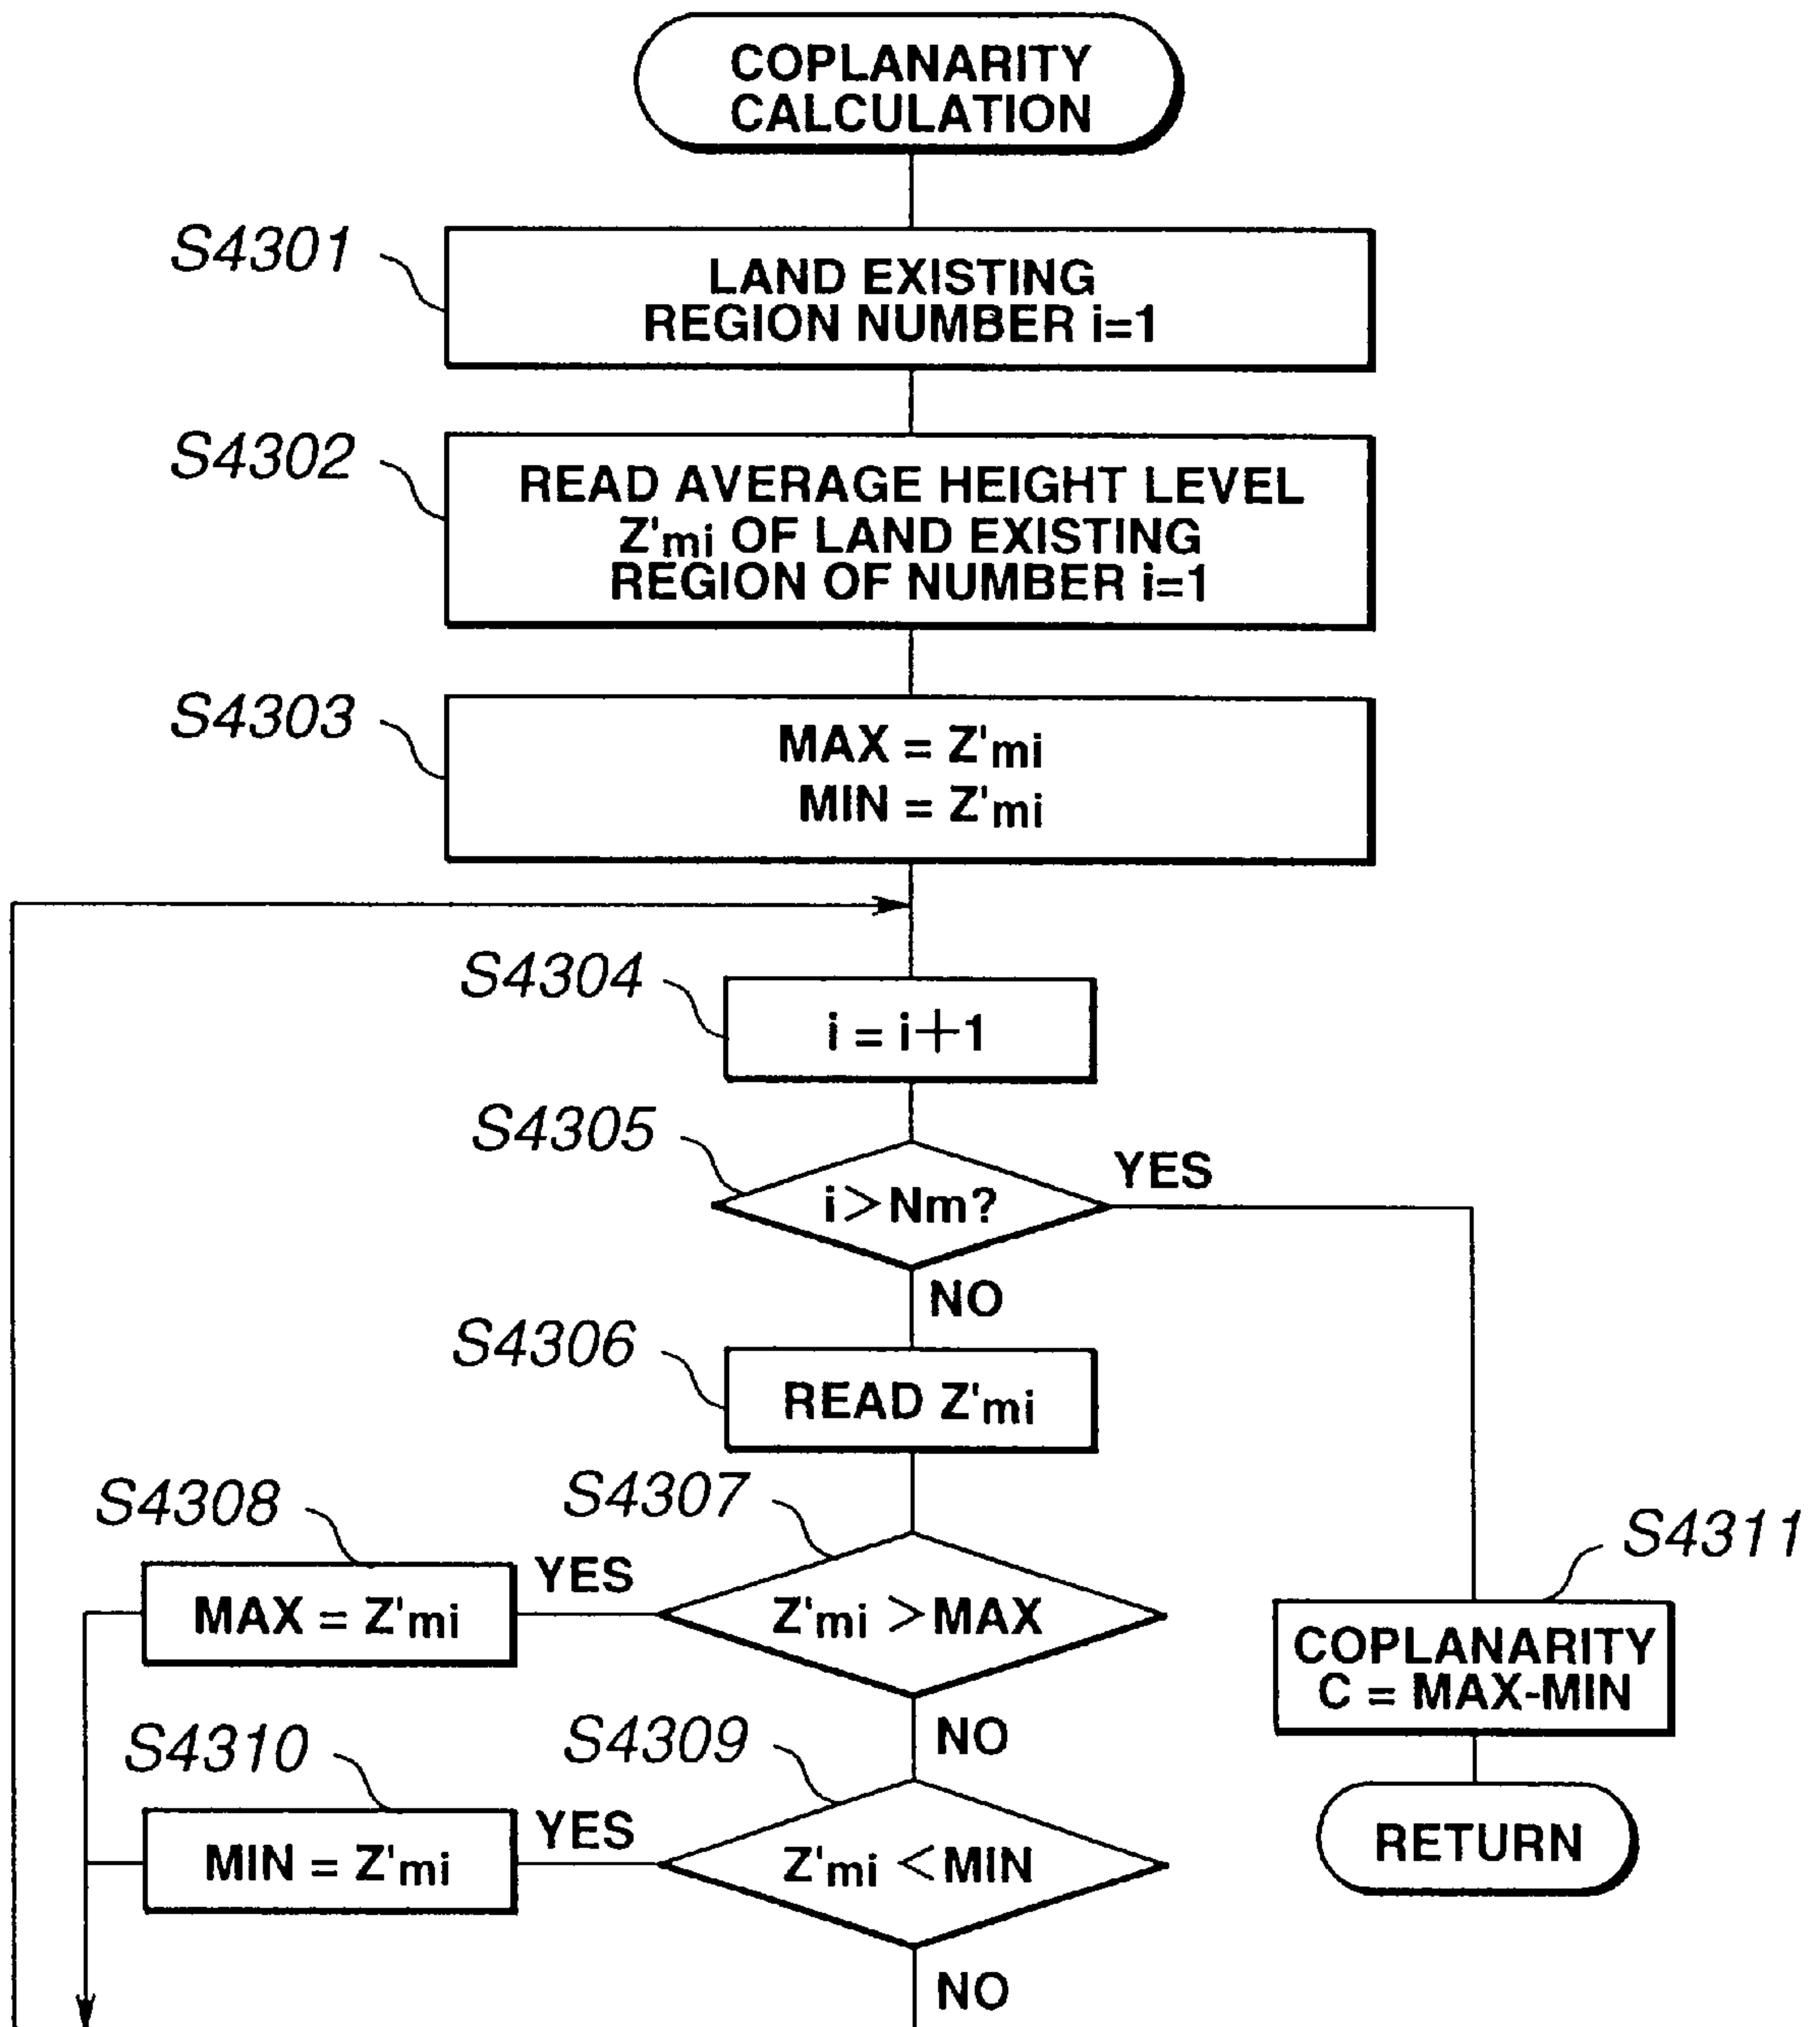 COPLANARITY
CALCULATION
S4301
LAND EXISTING
REGION NUMBER i=1
S4302
READ AVERAGE HEIGHT LEVEL
Z'mi OF LAND EXISTING
REGION OF NUMBER i=1
S4303
MAX = Z'mi
MIN = Z'mi
S4304
i = i+1
S4305
i>Nm?
YES
NO
S4306
READ Z'mi
S4307
Z'mi >MAX
YES
S4308
MAX = Z'mi
NO
S4309
Z'mi <MIN
YES
S4310
MIN = Z'mi
NO
S4311
COPLANARITY
C = MAX-MIN
RETURN